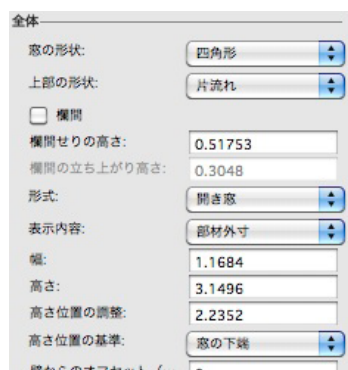 全体
窓の形状: 四角形
上部の形状: 片流れ
欄間
欄間せりの高さ: 0.51753
欄間の立ち上がり高さ: 0.3048
形式: 開き窓
表示内容: 部材外寸
幅: 1.1684
高さ: 3.1496
高さ位置の調整: 2.2352
高さ位置の基準: 窓の下端